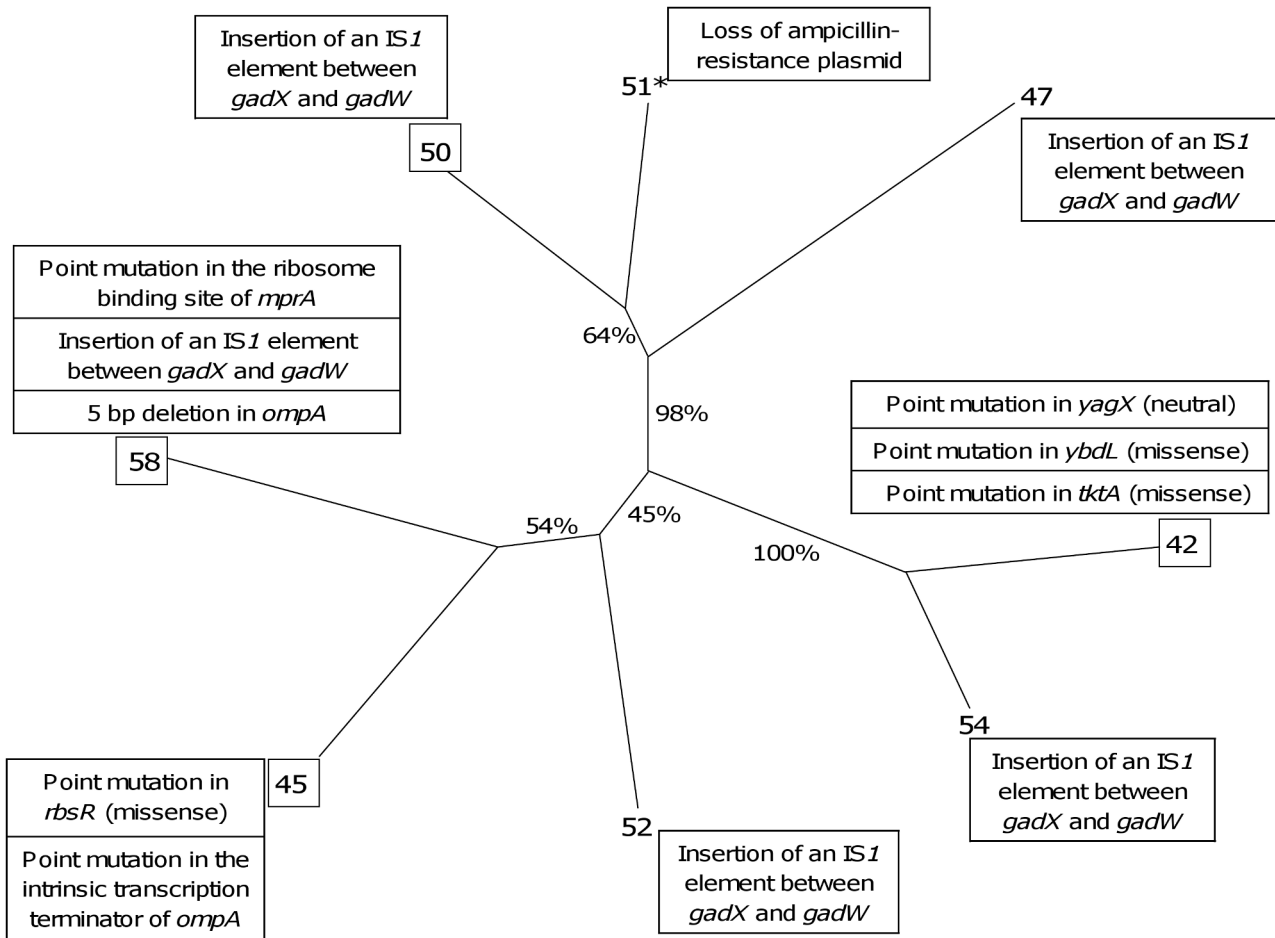 Insertion of an IS1
element between
gadX and gadW
50
Loss of ampicillin-
resistance plasmid
51*
47
Insertion of an IS1
element between
gadX and gadW
Point mutation in the ribosome
binding site of mprA
Insertion of an IS1 element
between gadX and gadW
5 bp deletion in ompA
58
64%
98%
45%
54%
100%
Point mutation in yagX (neutral)
Point mutation in ybdL (missense)
Point mutation in tktA (missense)
42
54
Insertion of an IS1
element between
gadX and gadW
45
Point mutation in
rbsR (missense)
Point mutation in the
intrinsic transcription
terminator of ompA
52
Insertion of an IS1
element between
gadX and gadW